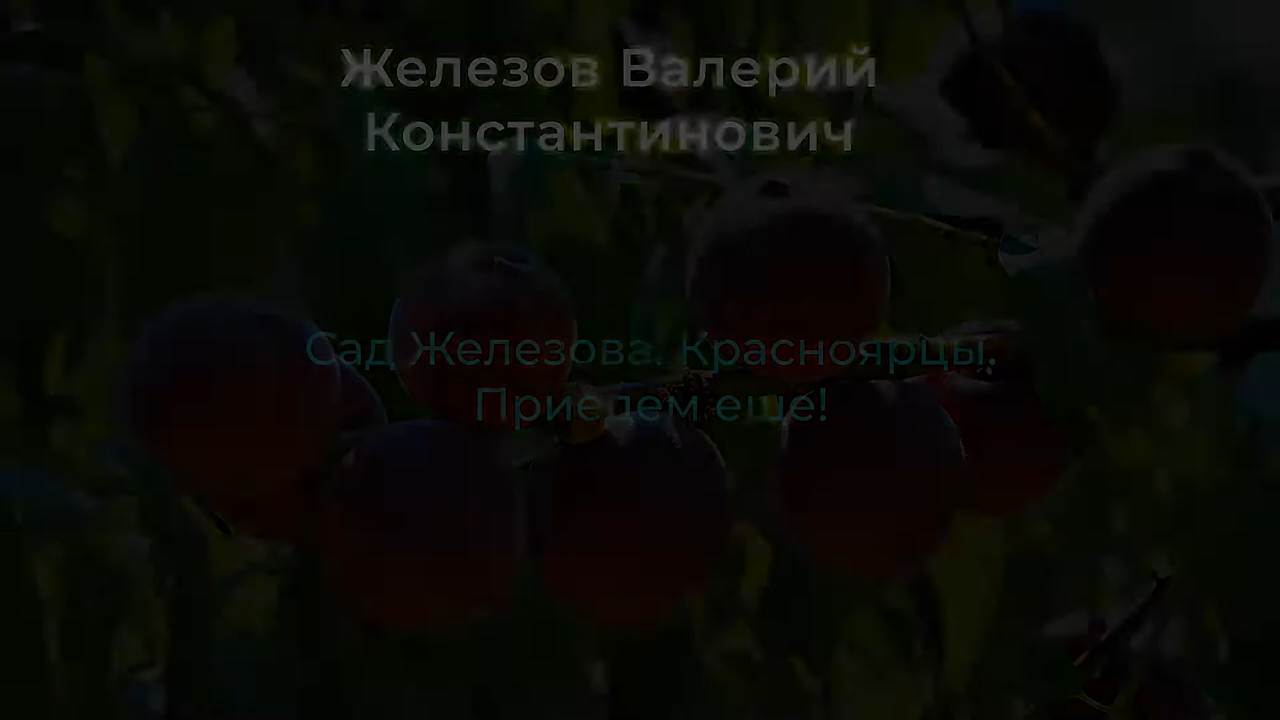 Железов Валерий
Константинович
Сад Железова. Красноярцы.
Приедем еще!